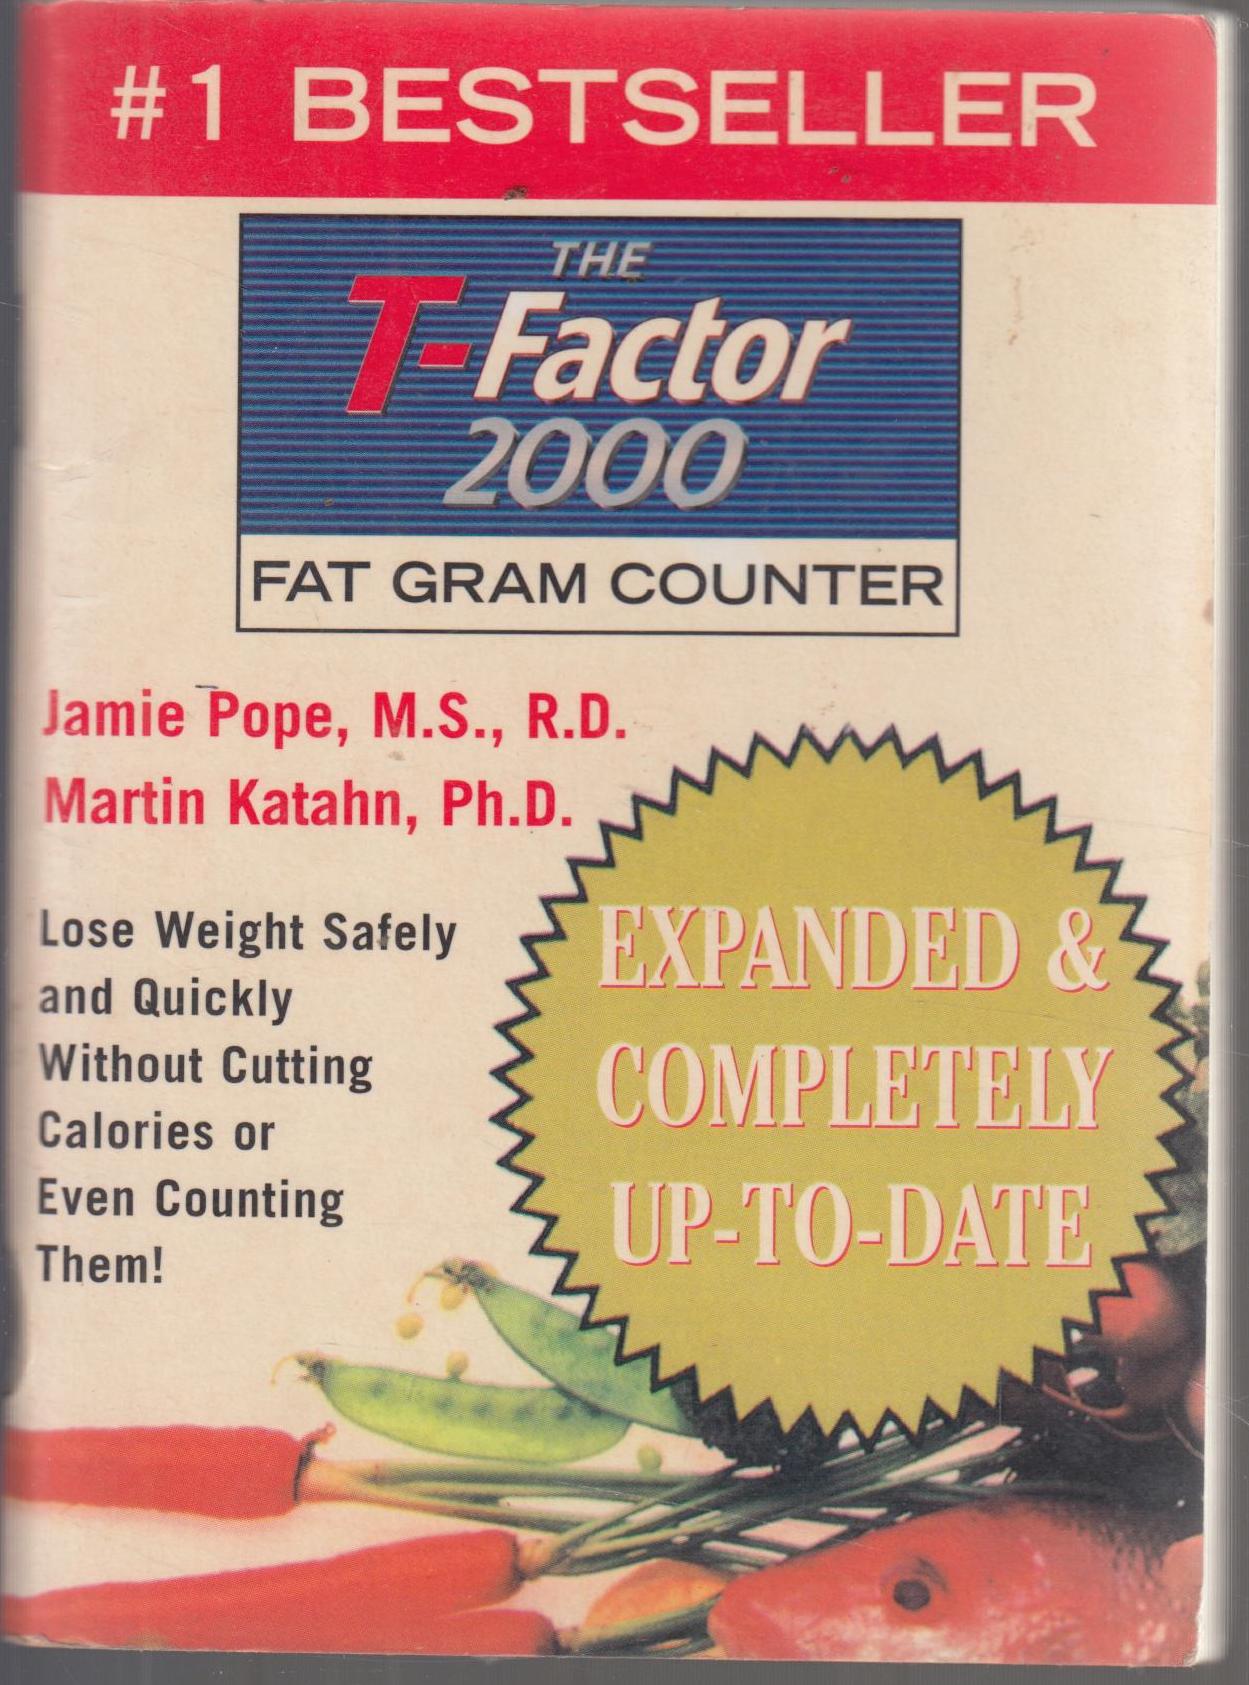 #1 BESTSELLER
THE
T-Factor
2000
FAT GRAM COUNTER
Jamie Pope, M.S., R.D.
Martin Katahn, Ph.D.
Lose Weight Safely
and Quickly
Without Cutting
Calories or
Even Counting
Them!
EXPANDED &
COMPLETELY
UP-TO-DATE